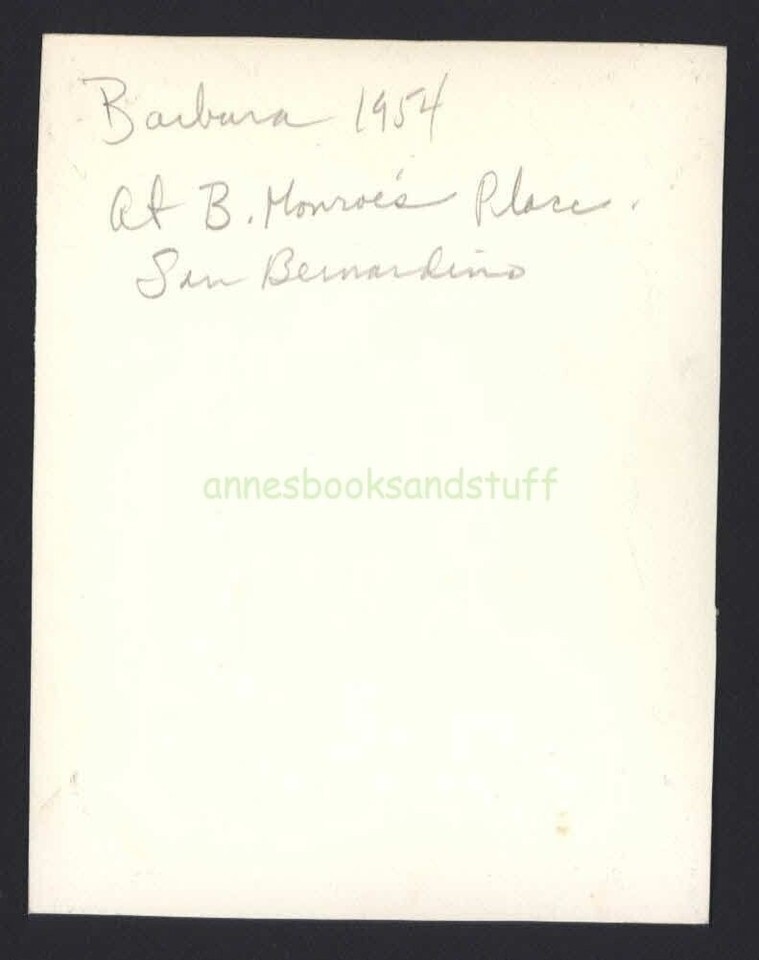 Barbara 1954
At B. Monroe's Place.
San Bernardino
annesbooksandstuff